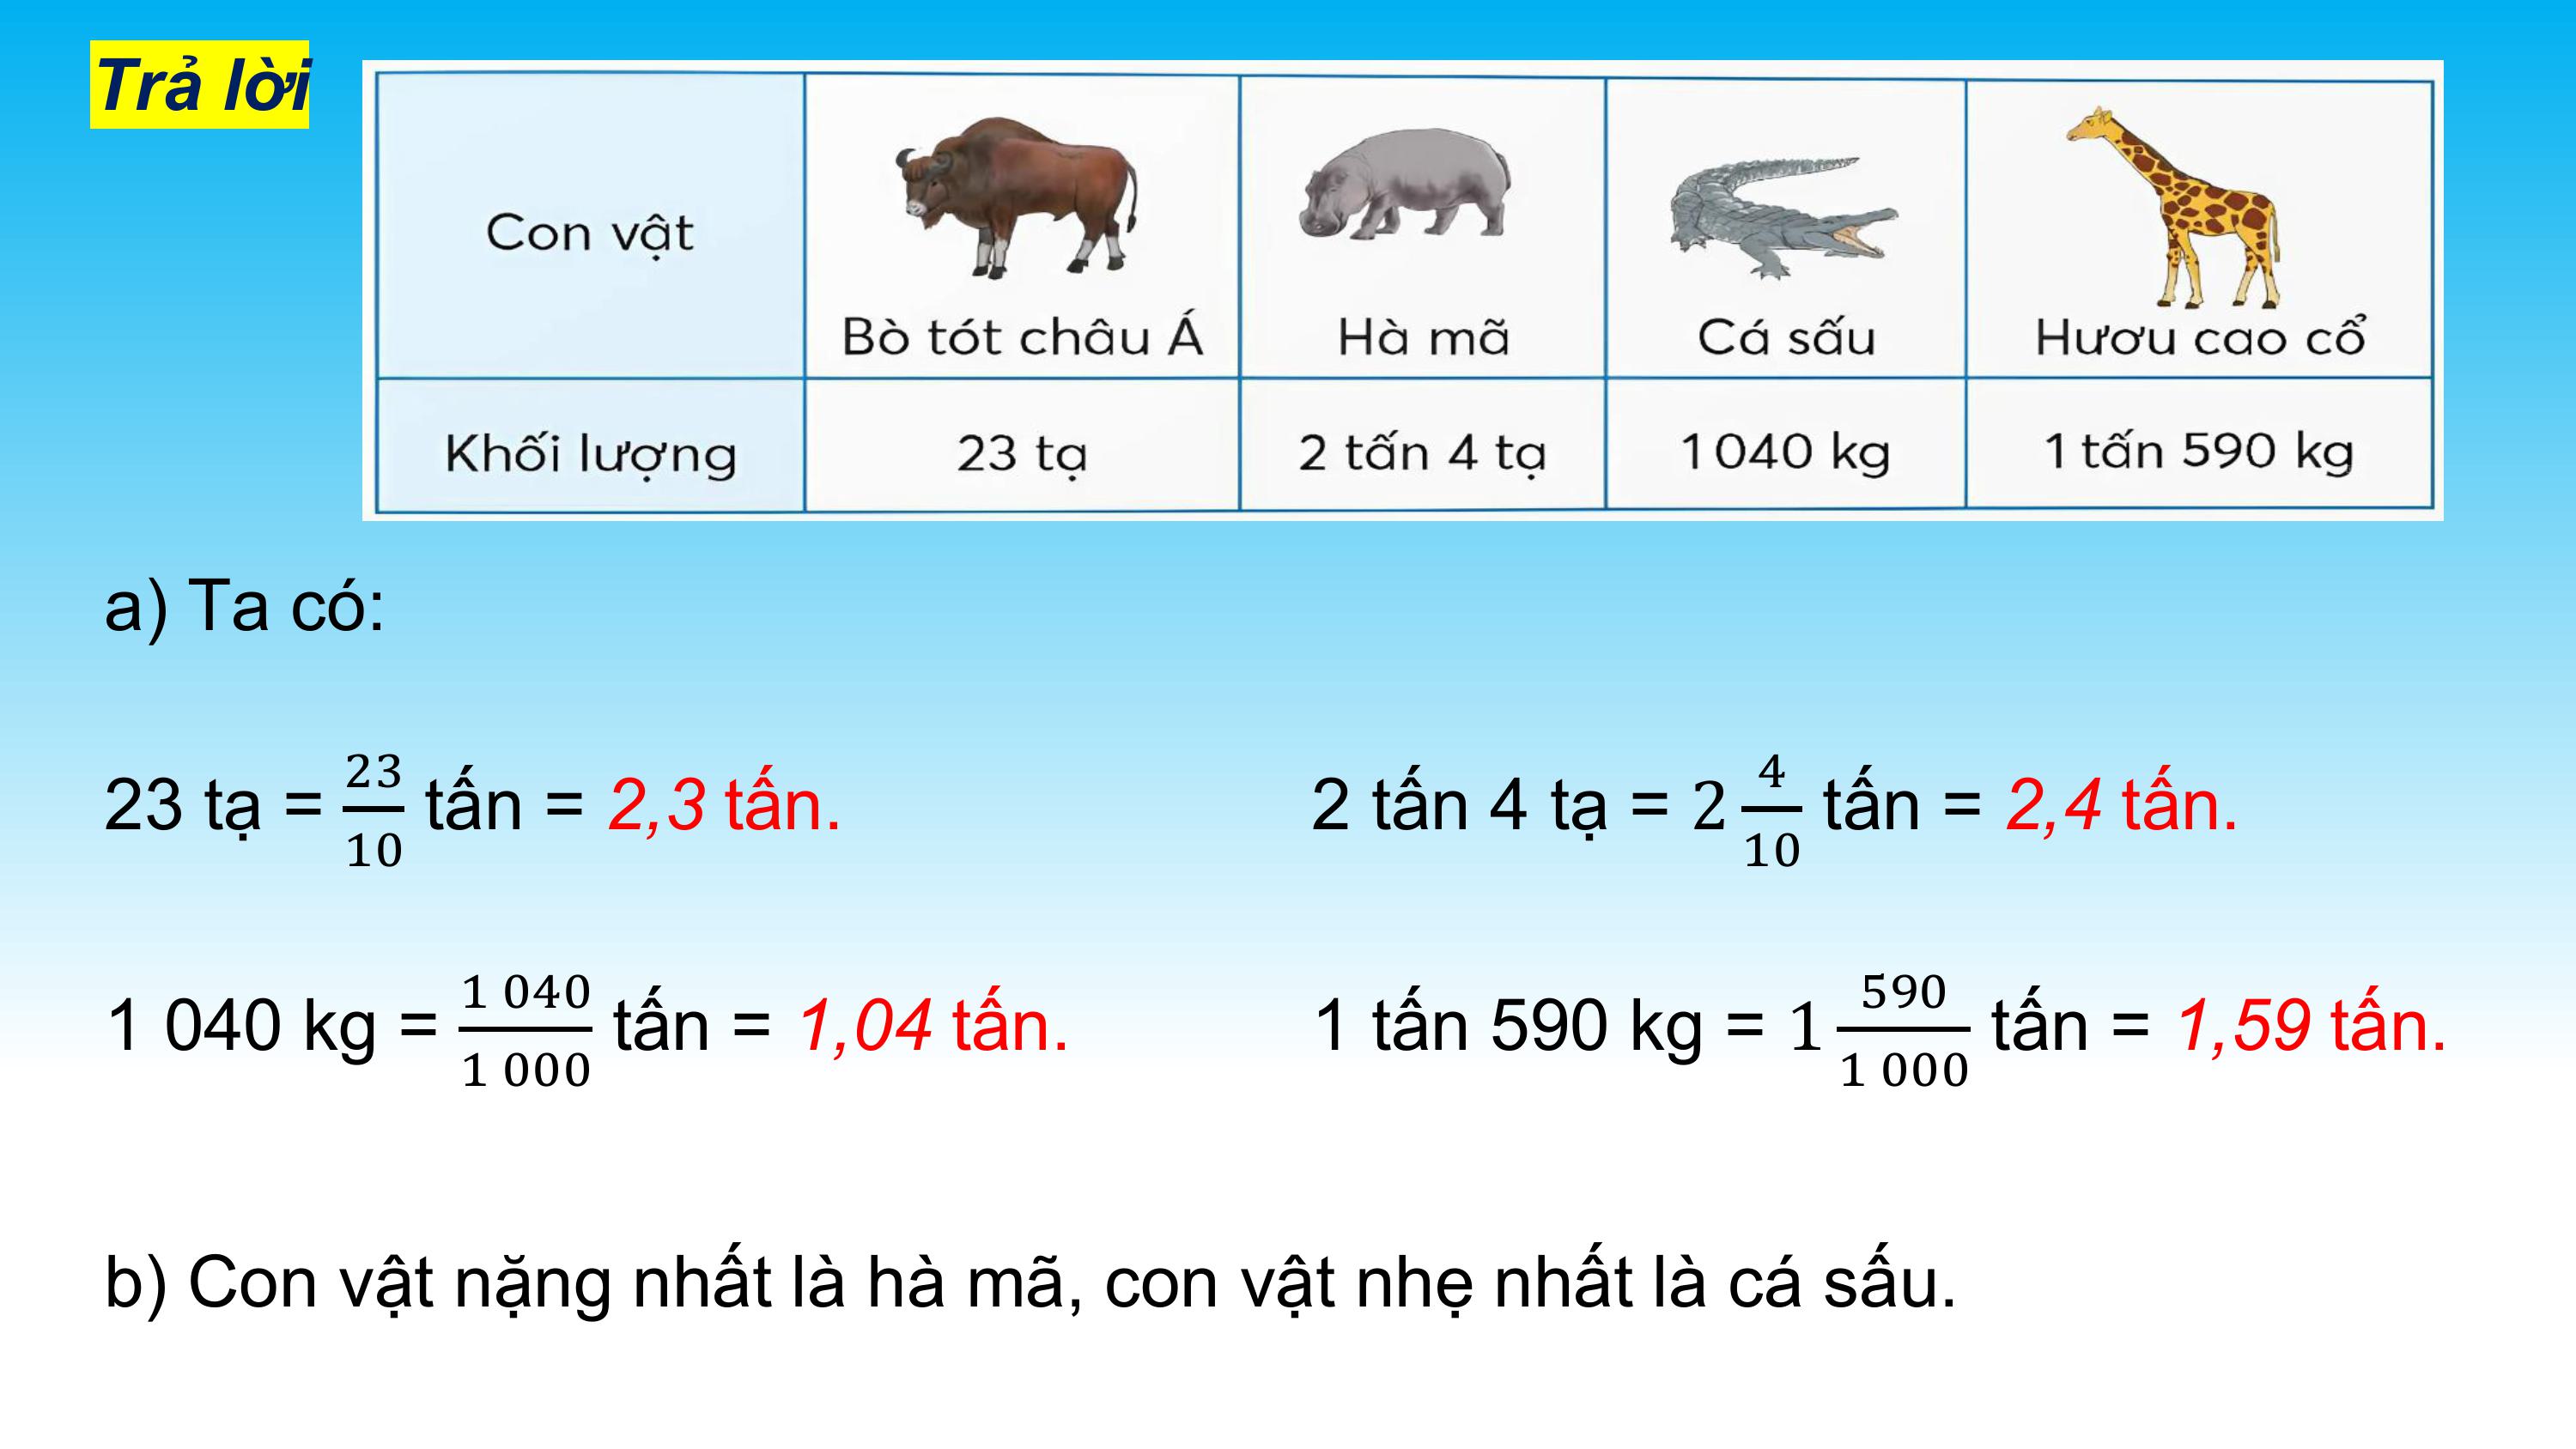 Trả lời
Con vật
Bò tót châu Á
Hà mã
Cá sấu
Hươu cao cổ
Khối lượng
23 tạ
2 tấn 4 tạ
1 040 kg
1 tấn 590 kg
a) Ta có:
23 tạ = 23/10 tấn = 2,3 tấn.
2 tấn 4 tạ = 2 4/10 tấn = 2,4 tấn.
1 040 kg = 1 040/1 000 tấn = 1,04 tấn.
1 tấn 590 kg = 1 590/1 000 tấn = 1,59 tấn.
b) Con vật nặng nhất là hà mã, con vật nhẹ nhất là cá sấu.